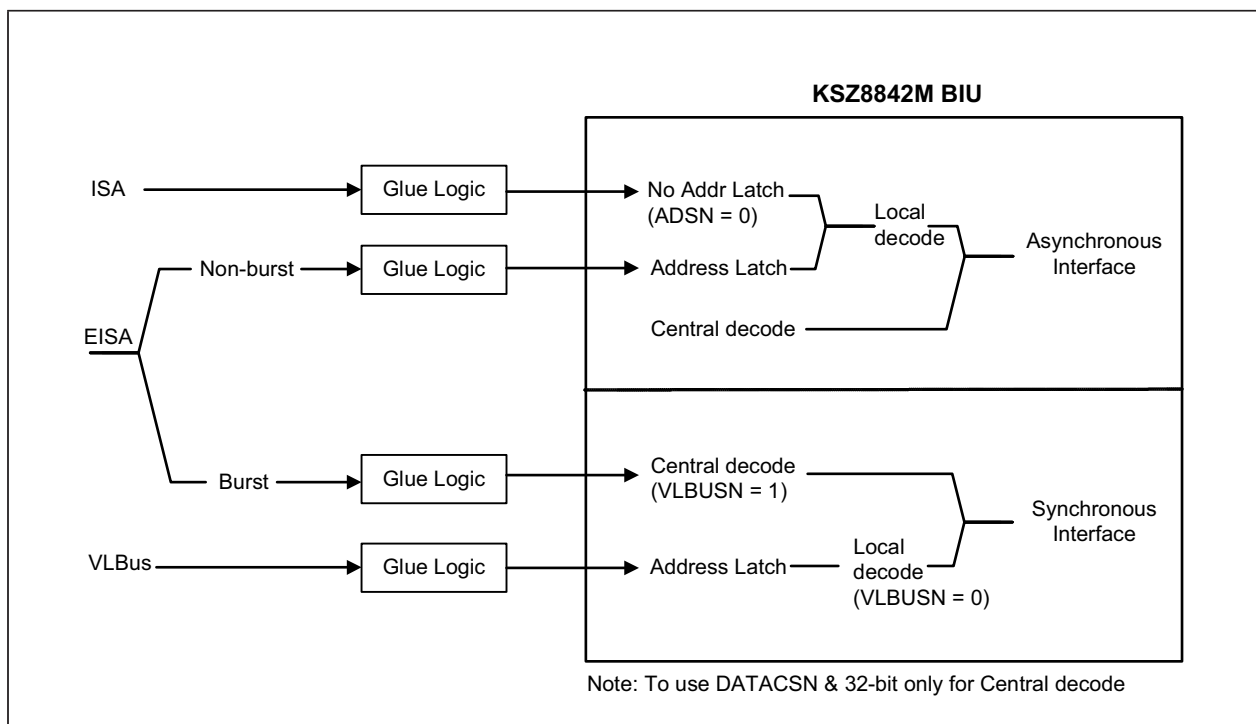 KSZ8842M BIU
ISA
Glue Logic
No Addr Latch
(ADSN = 0)
Local
decode
Asynchronous
Interface
Non-burst
Glue Logic
Address Latch
EISA
Central decode
Burst
Glue Logic
Central decode
(VLBUSN = 1)
Synchronous
Interface
VLBus
Glue Logic
Address Latch
Local
decode
(VLBUSN = 0)
Note: To use DATACSN & 32-bit only for Central decode